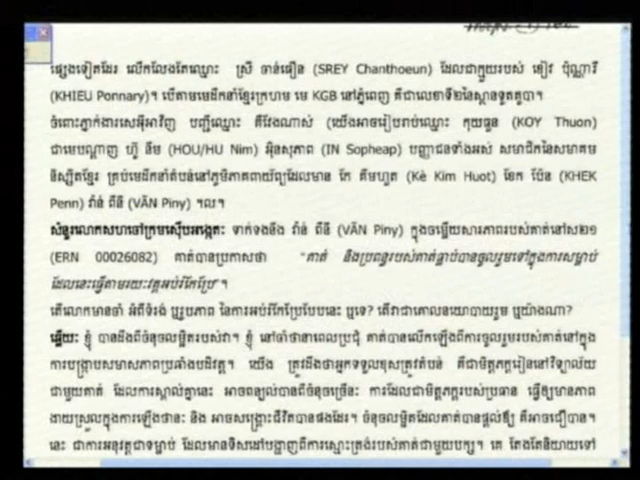 ផ្សេងទៀតដែរ លើកលែងតែឈ្មោះ ស្រី ចាន់ធឿន (SREY Chanthoeun) ដែលជាក្មួយរបស់ ខៀវ ប៉ុណ្ណារី
(KHIEU Ponnary)។ បើតាមមេដឹកនាំខ្មែរក្រហម មេ KGB នៅភ្នំពេញ គឺជាលេខាទី២នៃស្ថានទូតគូបា។
ចំពោះភ្នាក់ងារសេអ៊ីអាវិញ បញ្ជីឈ្មោះ គឺវែងណាស់ (យើងអាចរៀបរាប់ឈ្មោះ កុយធួន (KOY Thuon)
ជាមេបណ្តាញ ហ៊ូ នីម (HOU/HU Nim) អ៊ិនសុភាព (IN Sopheap) បញ្ញាជនទាំងអស់ សមាជិកនៃសមាគម
និស្សិតខ្មែរ គ្រប់មេដឹកនាំតំបន់នៅភូមិភាគពាយ័ព្យដែលមាន កែ គឹមហួត (Kè Kim Huot) ខែក ប៉ែន (KHEK
Penn) វ៉ាន់ ពីនី (VĂN Piny) ។ល។
សំនួរលោកសហចៅក្រមស៊ើបអង្កេត: ទាក់ទងនឹង វ៉ាន់ ពីនី (VĂN Piny) ក្នុងចម្លើយសារភាពរបស់គាត់នៅស២១
(ERN 00026082) គាត់បានប្រកាសថា "គាត់ និងប្រពន្ធរបស់គាត់ធ្លាប់បានចូលរួមទៅក្នុងការសម្លាប់
ដែលនេះធ្វើតាមរយៈវគ្គអប់រំកែប្រែ"។
តើលោកមានចាំ អំពីទំរង់ ឬរូបភាព នៃការអប់រំកែប្រែបែបនេះ ឬទេ? តើវាជាគោលនយោបាយរួម ឬយ៉ាងណា?
ឆ្លើយ: ខ្ញុំ បានដឹងពីចំនុចលម្អិតរបស់វា។ ខ្ញុំ នៅចាំថានាពេលប្រជុំ គាត់បានលើកឡើងពីការចូលរួមរបស់គាត់នៅក្នុង
ការបង្ក្រាបសមាសភាពប្រឆាំងបដិវត្ត។ យើង ត្រូវដឹងថាអ្នកទទួលខុសត្រូវតំបន់ គឺជាមិត្តភក្តរៀននៅវិទ្យាល័យ
ជាមួយគាត់ ដែលការស្គាល់គ្នានេះ អាចពន្យល់បានពីចំនុចច្រើន: ការដែលជាមិត្តភក្តរបស់ប្រធាន ធ្វើឱ្យមានភាព
ងាយស្រួលក្នុងការឡើងឋានៈ និង អាចសង្គ្រោះជីវិតបានផងដែរ។ ចំនុចលម្អិតដែលគាត់បានផ្តល់ឱ្យ គឺអាចជឿបាន។
នេះ ជាការអនុវត្តជាទម្លាប់ ដែលមានទិសដៅបង្ហាញពីការស្មោះត្រង់របស់គាត់ជាមួយបក្ស។ គេ តែងតែនិយាយទៅ